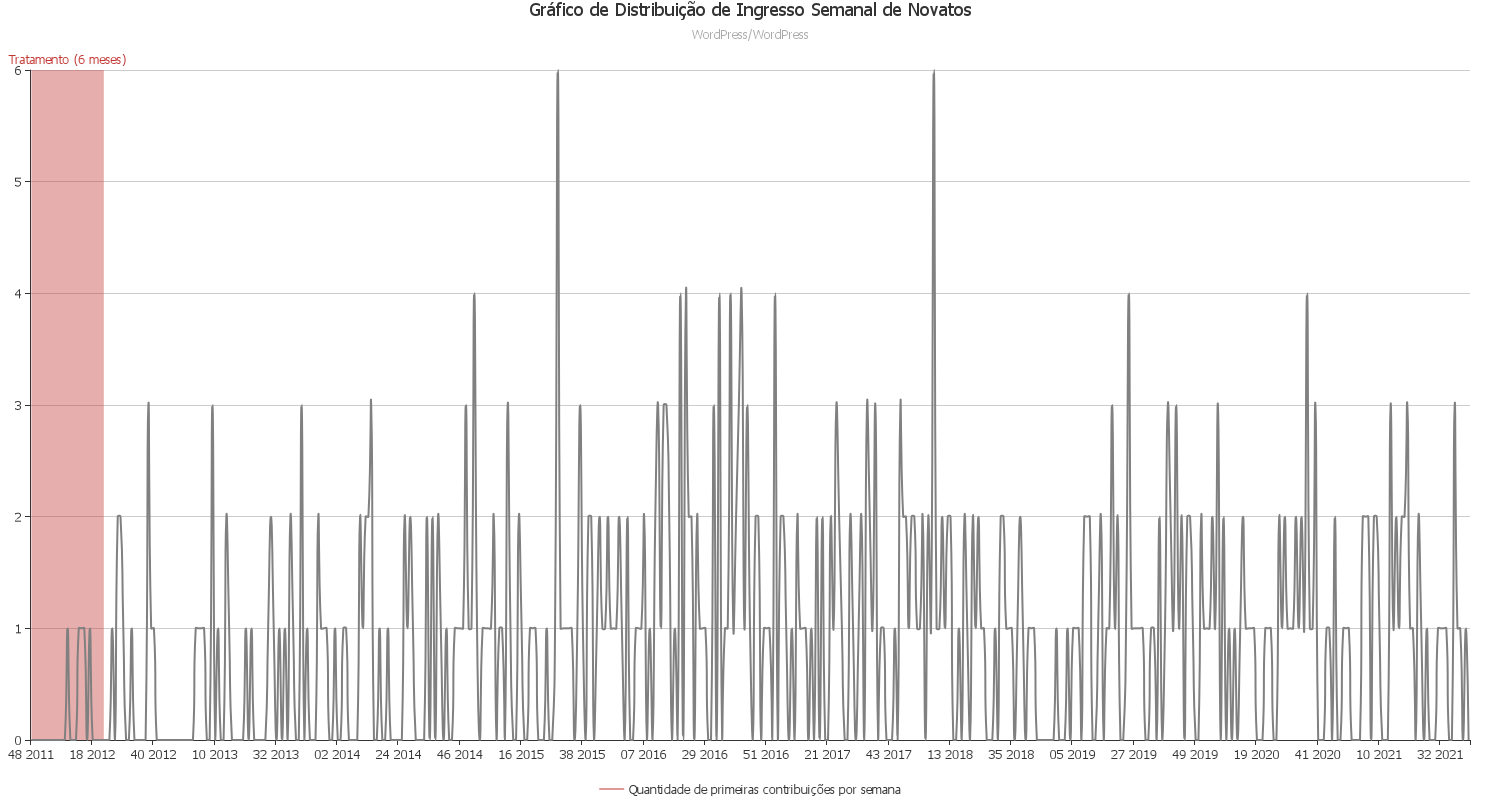 Gráfico de Distribuição de Ingresso Semanal de Novatos
WordPress/WordPress
Tratamento (6 meses)
6
5
4
3
2
1
0
48 2011 18 2012 40 2012 10 2013 32 2013 02 2014 24 2014 46 2014 16 2015 38 2015 07 2016 29 2016 51 2016 21 2017 43 2017 13 2018 35 2018 05 2019 27 2019 49 2019 19 2020 41 2020 10 2021 32 2021
Quantidade de primeiras contribuições por semana